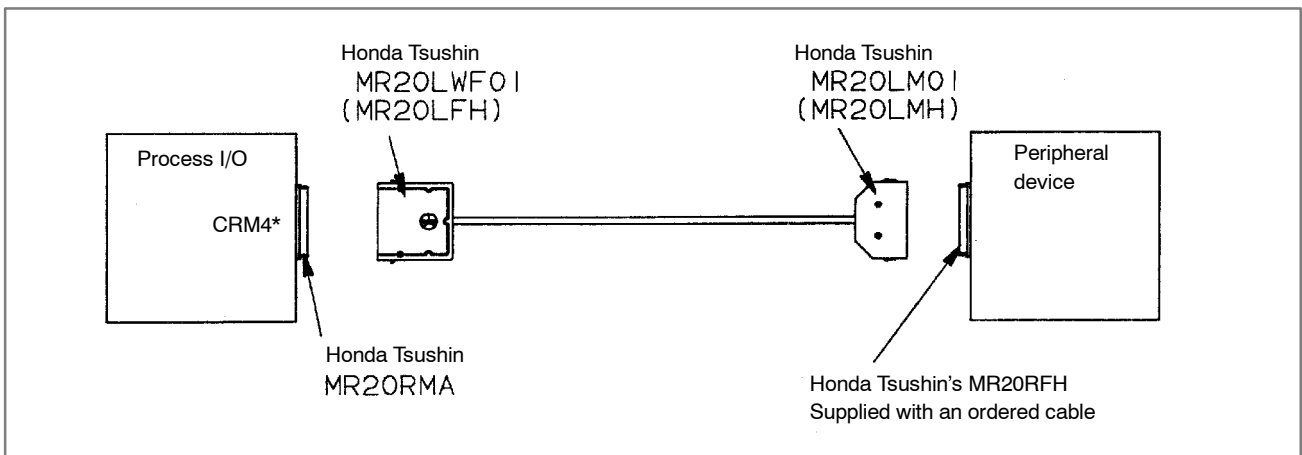 Honda Tsushin
MR20LWF01
(MR20LFH)
Honda Tsushin
MR20LM01
(MR20LMH)
Process I/O
CRM4*
Peripheral
device
Honda Tsushin
MR20RMA
Honda Tsushin's MR20RFH
Supplied with an ordered cable